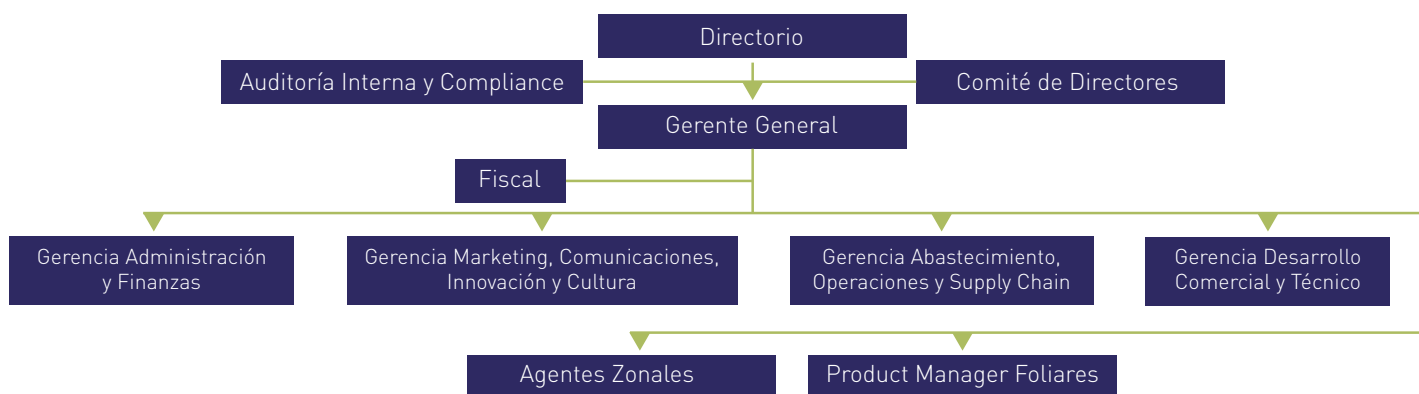 Directorio
Auditoría Interna y Compliance
Comité de Directores
Gerente General
Fiscal
Gerencia Administración
y Finanzas
Gerencia Marketing, Comunicaciones,
Innovación y Cultura
Gerencia Abastecimiento,
Operaciones y Supply Chain
Gerencia Desarrollo
Comercial y Técnico
Agentes Zonales
Product Manager Foliares